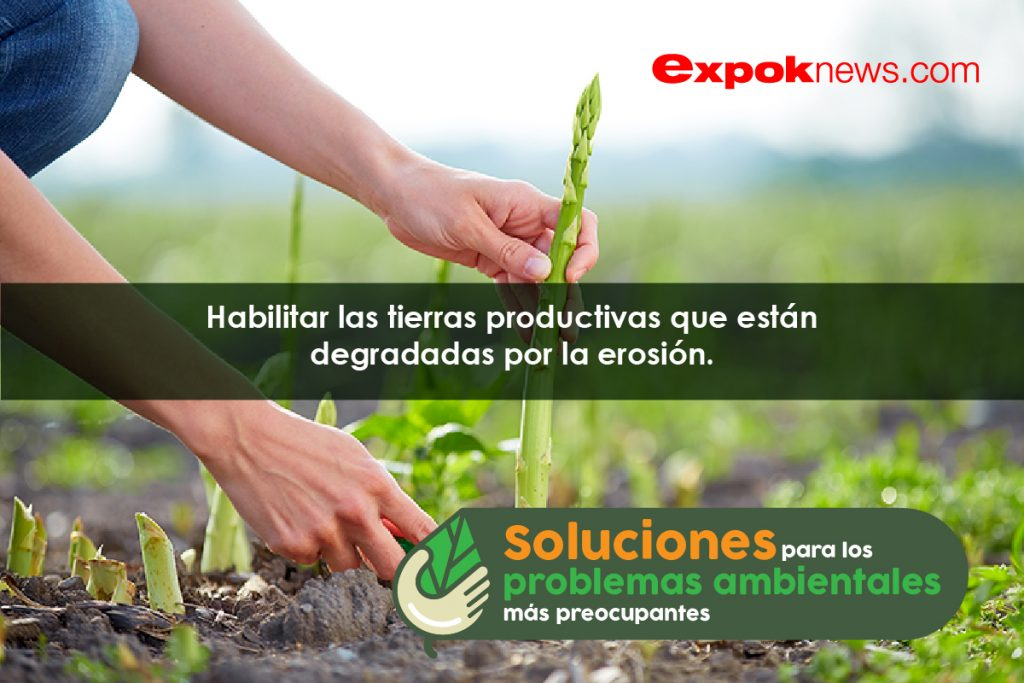 expoknews.com
Habilitar las tierras productivas que están
degradadas por la erosión.
Soluciones para los
problemas ambientales
más preocupantes